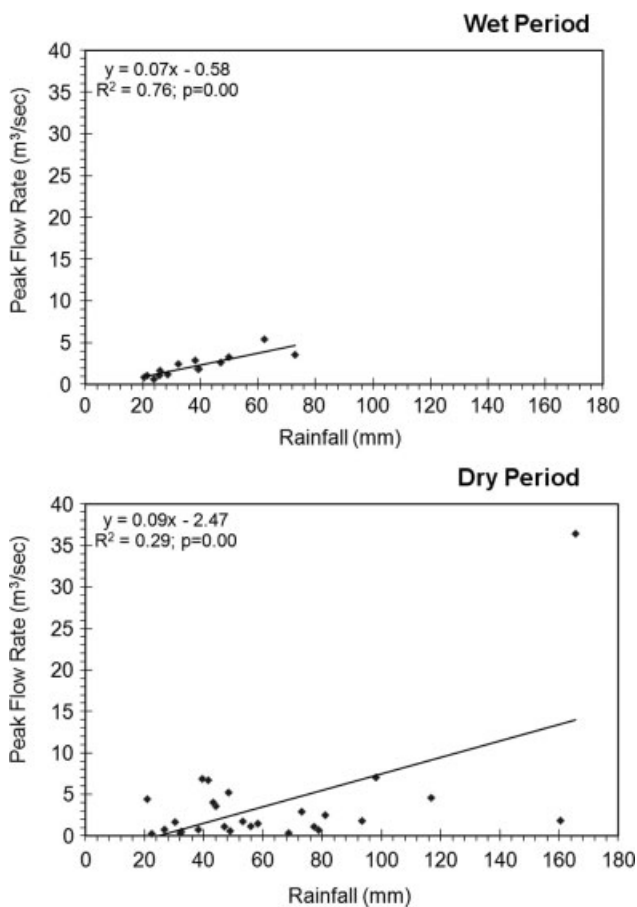 Wet Period
40
y = 0.07x - 0.58
R² = 0.76; p=0.00
35
30
25
20
15
10
5
0
Peak Flow Rate (m³/sec)
0 20 40 60 80 100 120 140 160 180
Rainfall (mm)
Dry Period
40
y = 0.09x - 2.47
R² = 0.29; p=0.00
35
30
25
20
15
10
5
0
Peak Flow Rate (m³/sec)
0 20 40 60 80 100 120 140 160 180
Rainfall (mm)